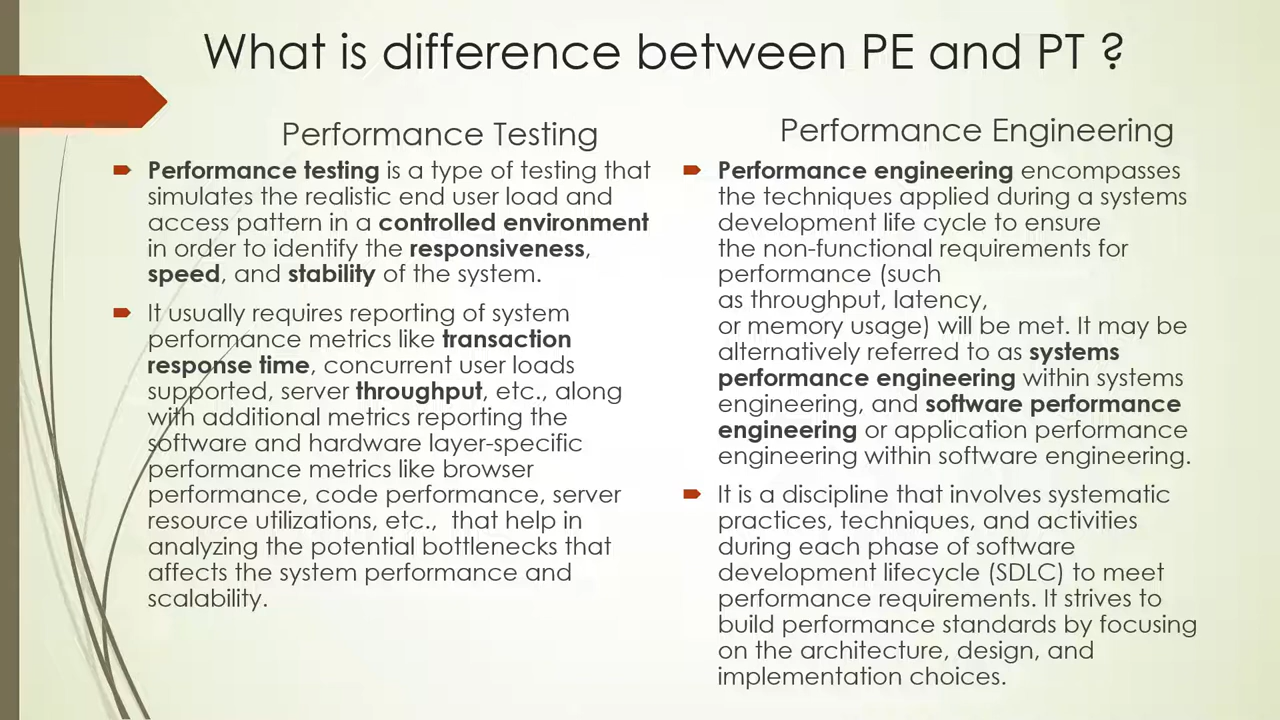 What is difference between PE and PT ?
Performance Testing
Performance testing is a type of testing that
simulates the realistic end user load and
access pattern in a controlled environment
in order to identify the responsiveness,
speed, and stability of the system.
It usually requires reporting of system
performance metrics like transaction
response time, concurrent user loads
supported, server throughput, etc., along
with additional metrics reporting the
software and hardware layer-specific
performance metrics like browser
performance, code performance, server
resource utilizations, etc.,  that help in
analyzing the potential bottlenecks that
affects the system performance and
scalability.
Performance Engineering
Performance engineering encompasses
the techniques applied during a systems
development life cycle to ensure
the non-functional requirements for
performance (such
as throughput, latency,
or memory usage) will be met. It may be
alternatively referred to as systems
performance engineering within systems
engineering, and software performance
engineering or application performance
engineering within software engineering.
It is a discipline that involves systematic
practices, techniques, and activities
during each phase of software
development lifecycle (SDLC) to meet
performance requirements. It strives to
build performance standards by focusing
on the architecture, design, and
implementation choices.